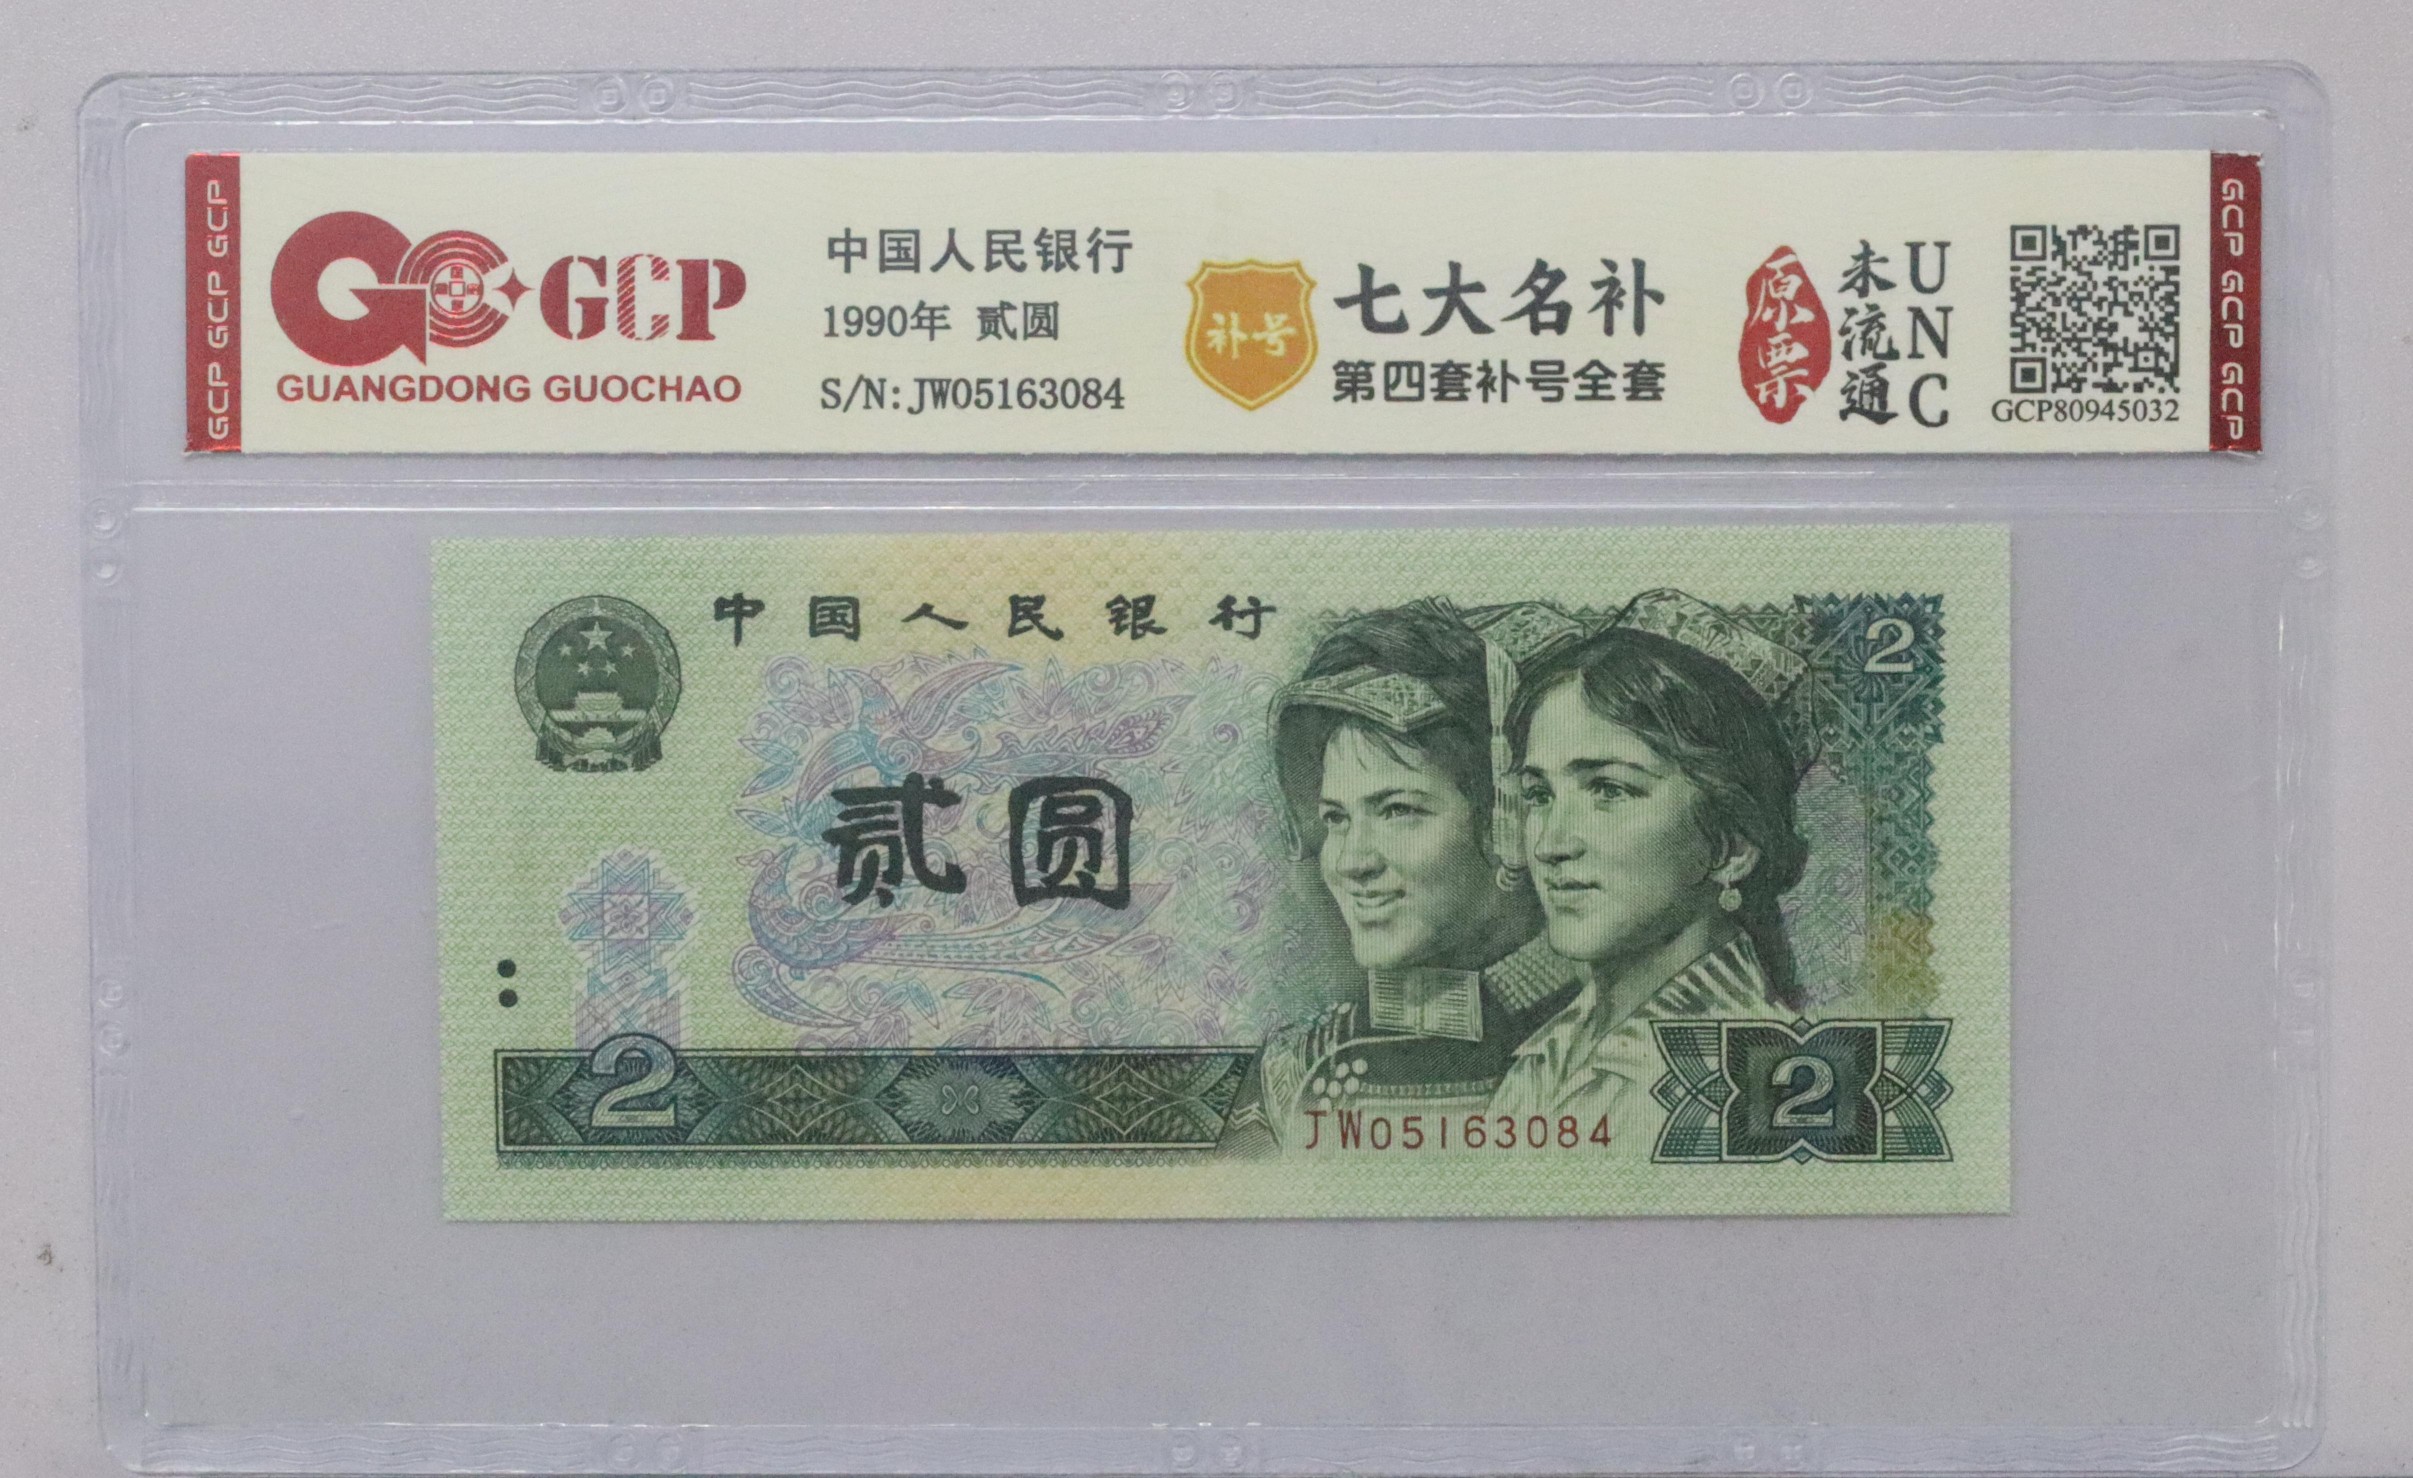 GCP GCP GCP
GCP
GUANGDONG GUOCHAO
中国人民银行
1990年 贰圆
S/N:JW05163084
补号
七大名补
第四套补号全套
原票
未流通
UNC
GCP80945032
GCP GCP GCP
中国人民银行
2
贰圆
2
JW05163084
2